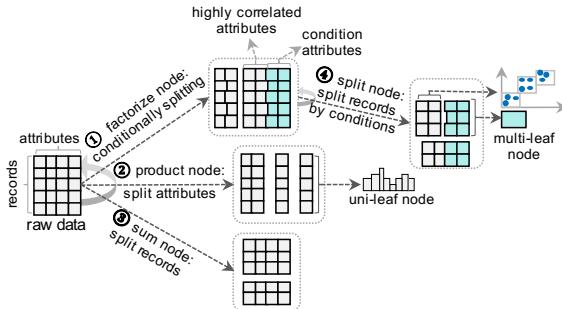 highly correlated
attributes
condition
attributes
① factorize node:
conditionally splitting
④ split node:
split records
by conditions
multi-leaf
node
attributes
records
raw data
② product node:
split attributes
uni-leaf node
③ sum node:
split records